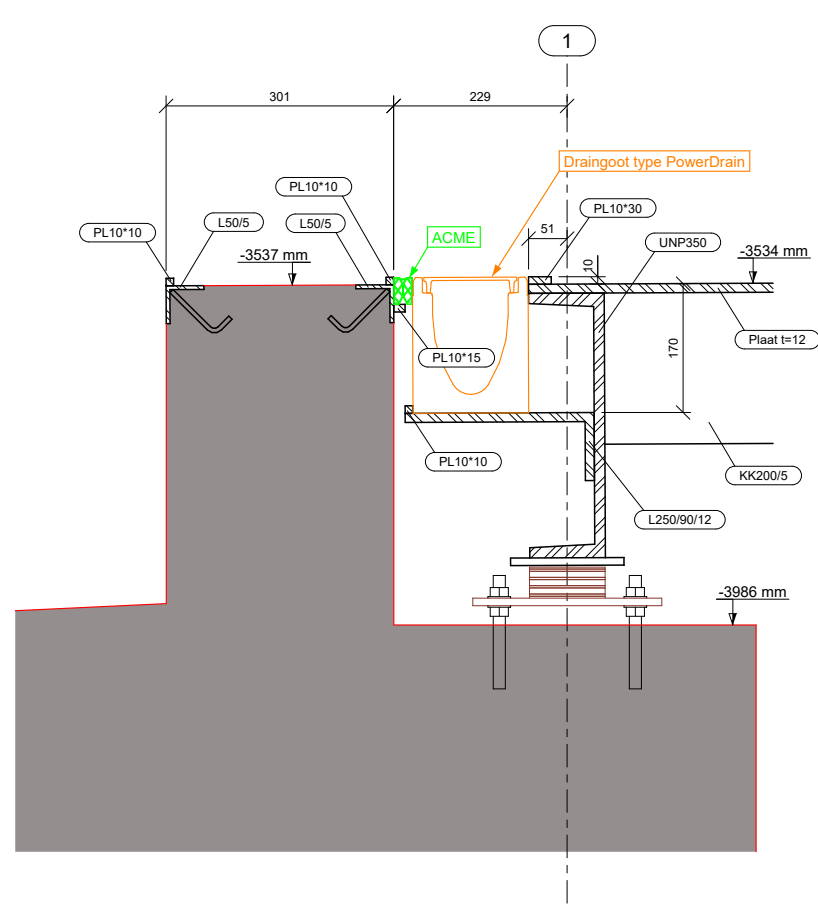 1
301
229
Draingoot type PowerDrain
PL10*10
PL10*30
PL10*10
L50/5
L50/5
ACME
51
UNP350
-3537 mm
-3534 mm
10
Plaat t=12
170
PL10*15
PL10*10
KK200/5
L250/90/12
-3986 mm